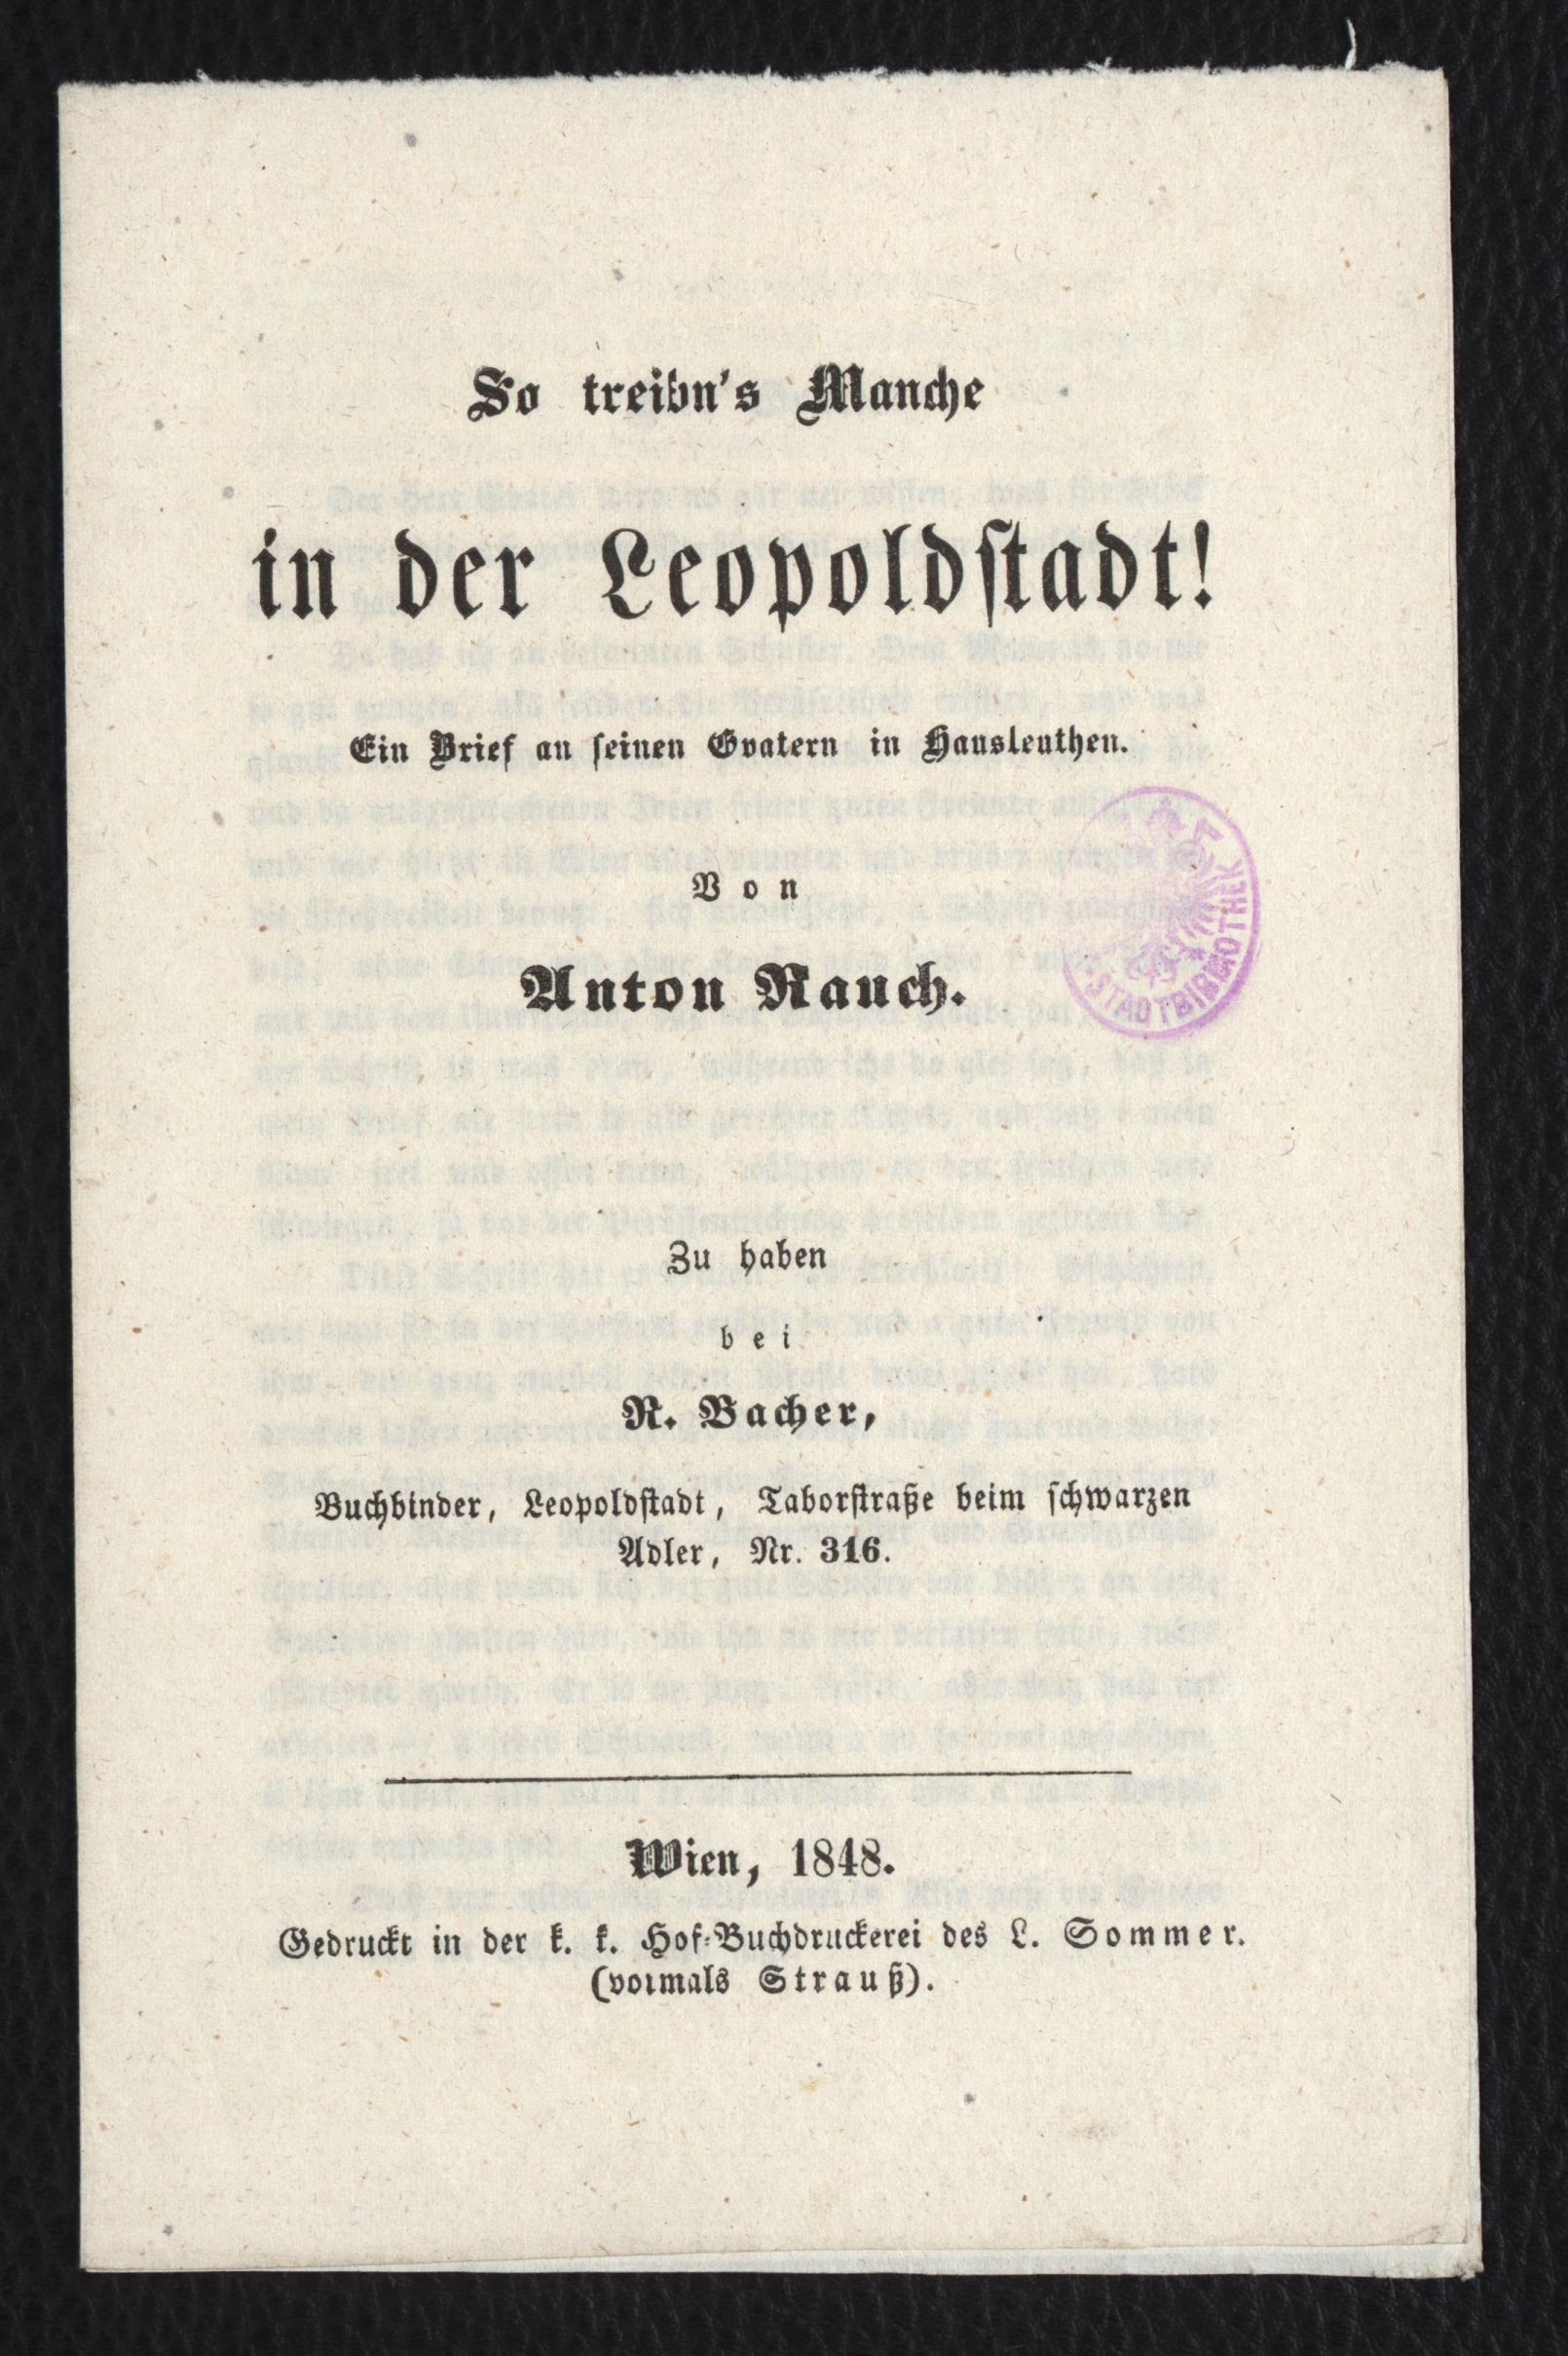 So treibn's Manche
in der Leopoldſtadt!
Ein Brief an ſeinen Gvatern in Hausleuthen.
Von
Anton Rauch.
STADTBIBLIOTHEK
Zu haben
bei
R. Bacher,
Buchbinder, Leopoldſtadt, Taborſtraße beim ſchwarzen
Adler, Nr. 316.
Wien, 1848.
Gedruckt in der k. k. Hof-Buchdruckerei des L. Sommer.
(vormals Strauß).